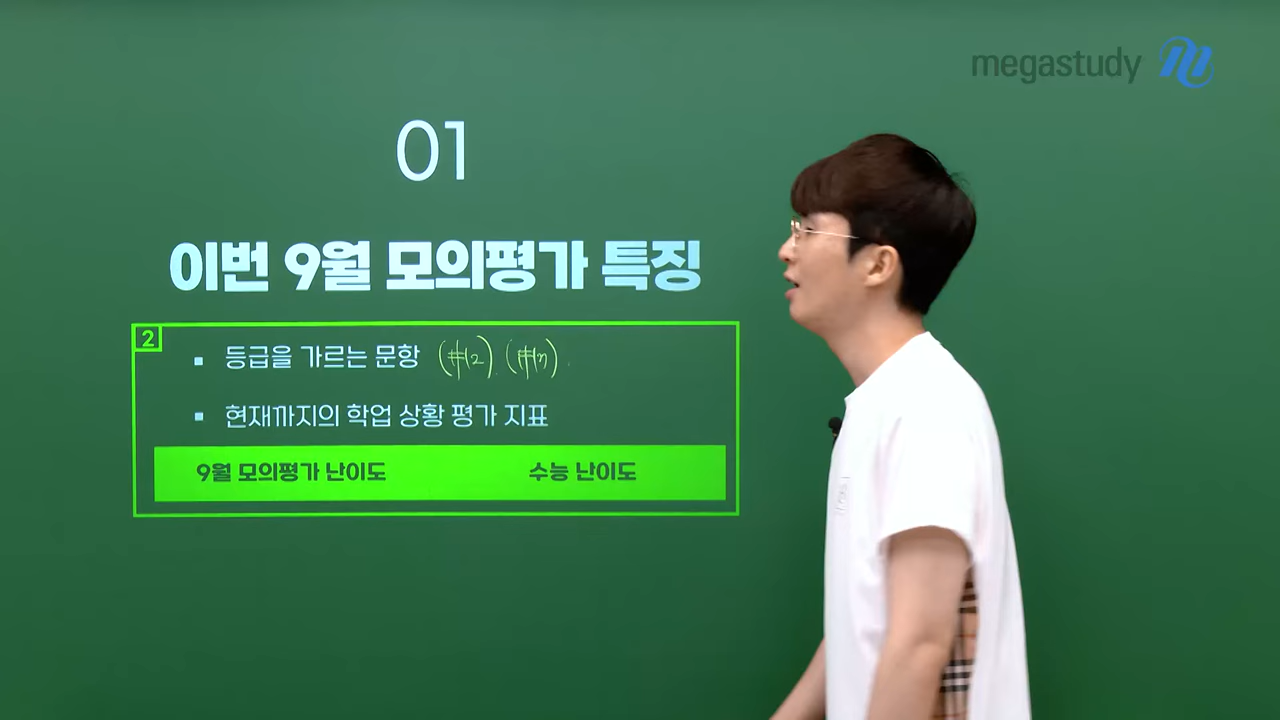 megastudy
01
이번 9월 모의평가 특징
2
▪ 등급을 가르는 문항 (#12). (#17).
▪ 현재까지의 학업 상황 평가 지표
9월 모의평가 난이도 수능 난이도